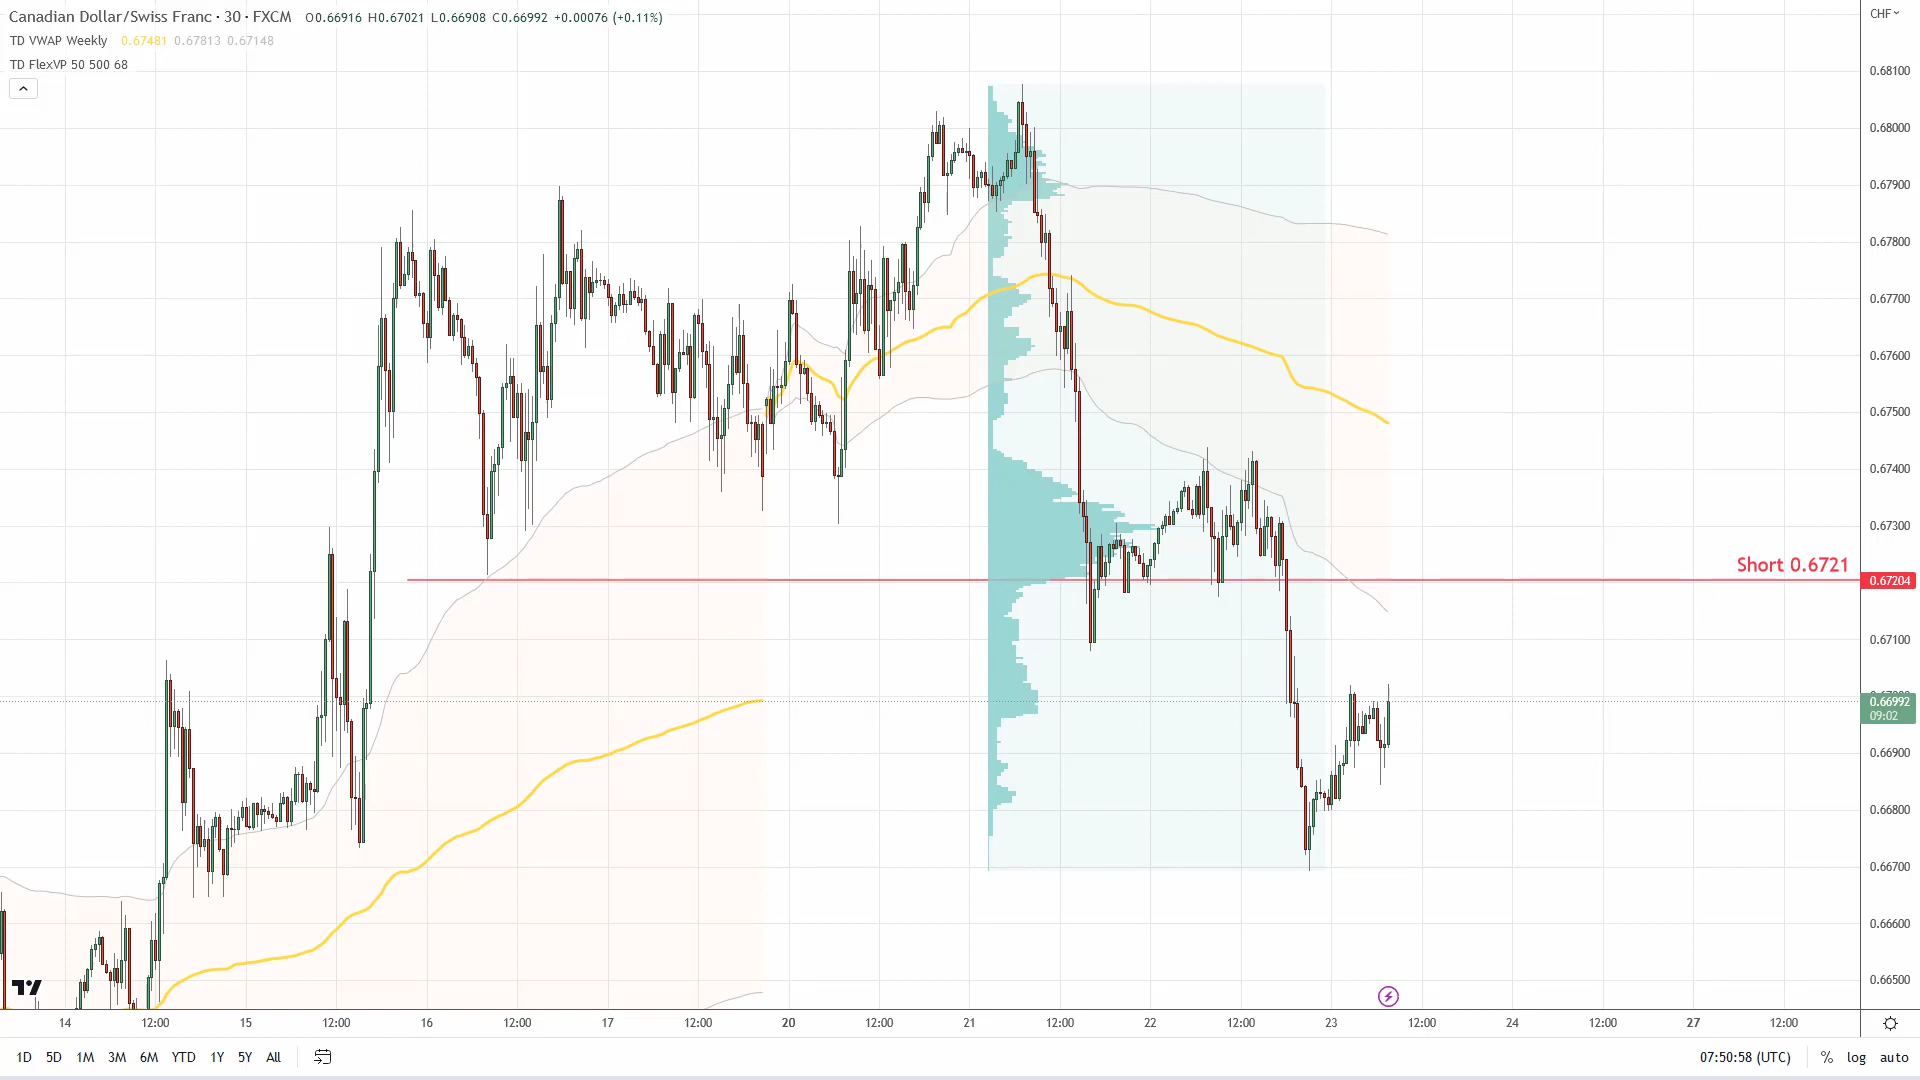 Canadian Dollar/Swiss Franc · 30 · FXCM O0.66916 H0.67021 L0.66908 C0.66992 +0.00076 (+0.11%)
CHF
TD VWAP Weekly 0.67481 0.67813 0.67148
TD FlexVP 50 500 68
0.68100
0.68000
0.67900
0.67800
0.67700
0.67600
0.67500
0.67400
0.67300
Short 0.6721
0.67204
0.67100
0.66992
09:02
0.66900
0.66800
0.66700
0.66600
0.66500
14 12:00 15 12:00 16 12:00 17 12:00 20 12:00 21 12:00 22 12:00 23 12:00 24 12:00 27 12:00
1D 5D 1M 3M 6M YTD 1Y 5Y All 07:50:58 (UTC) % log auto